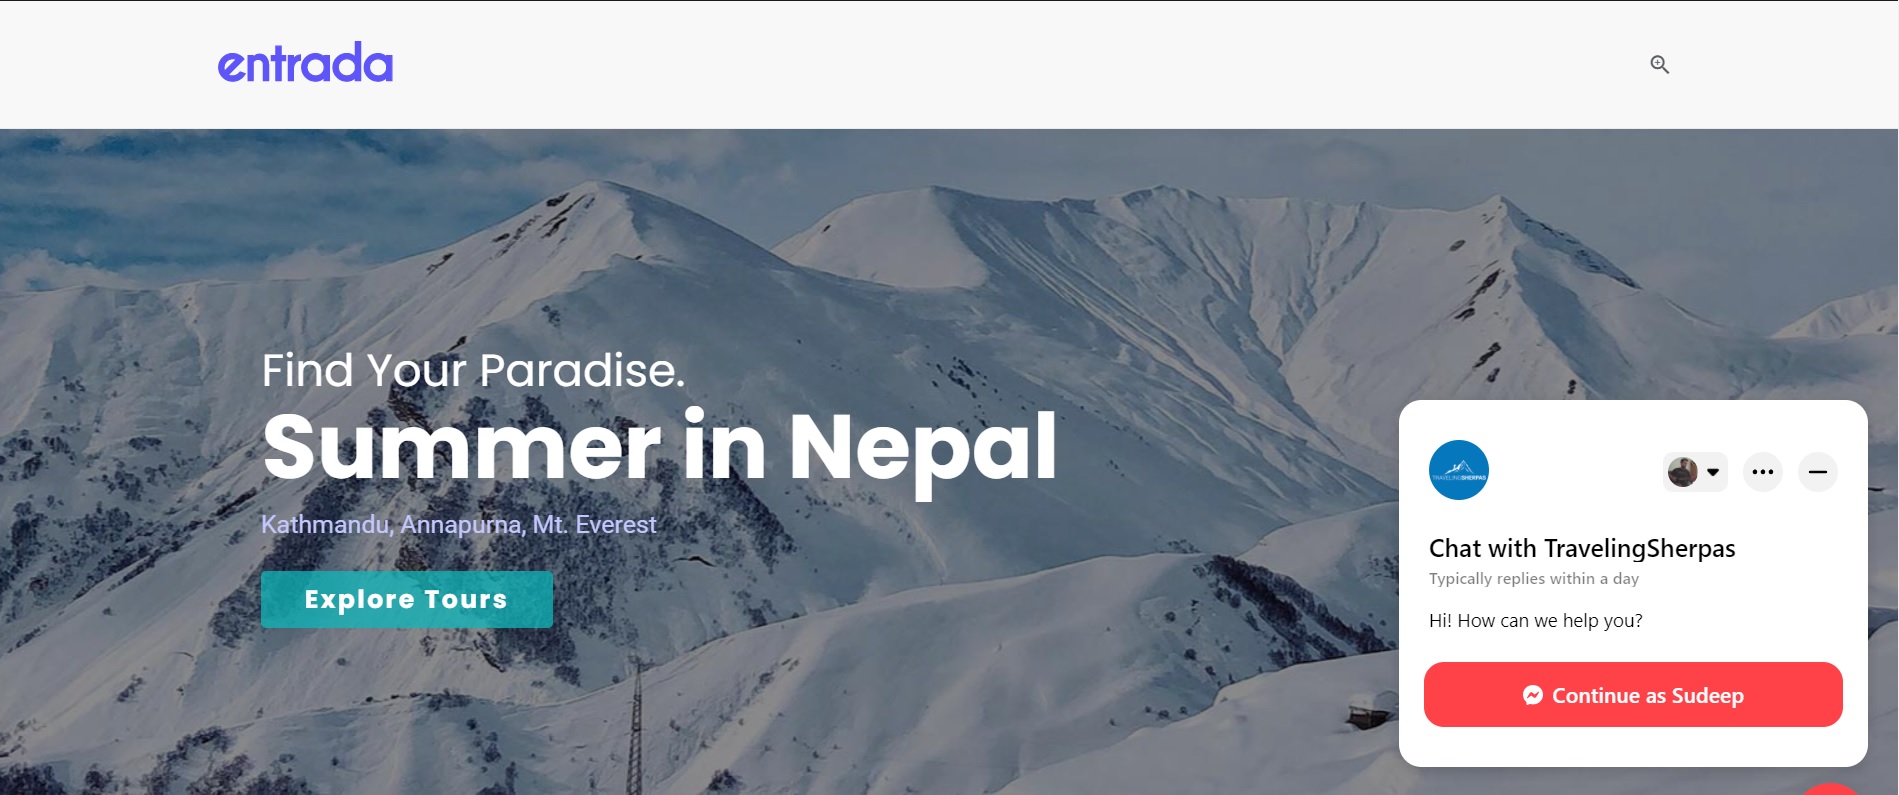 entrada
Find Your Paradise.
Summer in Nepal
Kathmandu, Annapurna, Mt. Everest
Explore Tours
TRAVELINGSHERPAS
Chat with TravelingSherpas
Typically replies within a day
Hi! How can we help you?
Continue as Sudeep